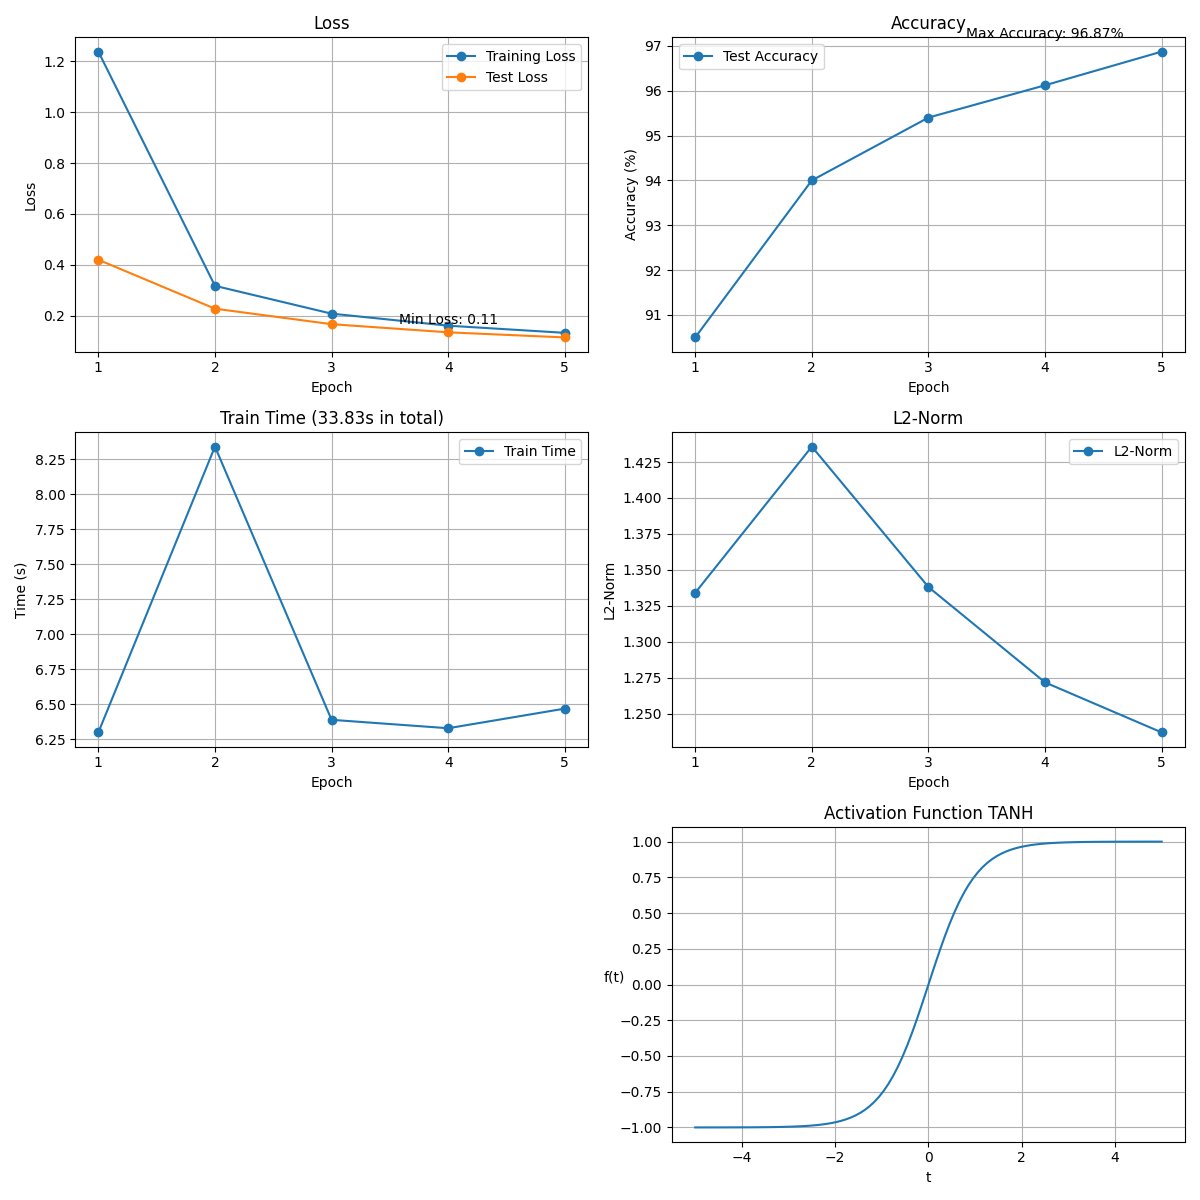 Loss
Training Loss
Test Loss
Min Loss: 0.11
Loss
1.2
1.0
0.8
0.6
0.4
0.2
1 2 3 4 5
Epoch
Accuracy
Max Accuracy: 96.87%
Test Accuracy
Accuracy (%)
97
96
95
94
93
92
91
1 2 3 4 5
Epoch
Train Time (33.83s in total)
Train Time
Time (s)
8.25
8.00
7.75
7.50
7.25
7.00
6.75
6.50
6.25
1 2 3 4 5
Epoch
L2-Norm
L2-Norm
L2-Norm
1.425
1.400
1.375
1.350
1.325
1.300
1.275
1.250
1 2 3 4 5
Epoch
Activation Function TANH
f(t)
1.00
0.75
0.50
0.25
0.00
−0.25
−0.50
−0.75
−1.00
−4 −2 0 2 4
t